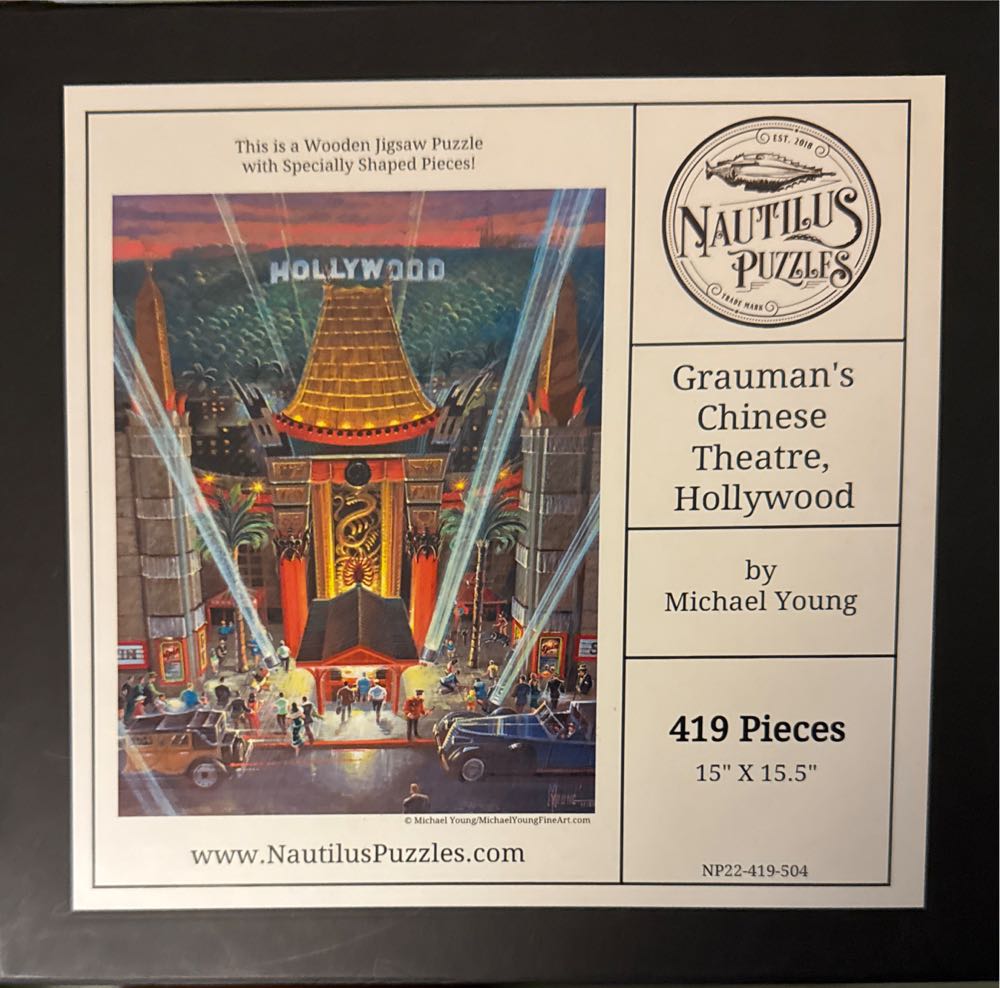 This is a Wooden Jigsaw Puzzle
with Specially Shaped Pieces!
HOLLYWOOD
© Michael Young/MichaelYoungFineArt.com
www.NautilusPuzzles.com
EST. 2018
NAUTILUS
PUZZLES
TRADE MARK
Grauman's
Chinese
Theatre,
Hollywood
by
Michael Young
419 Pieces
15" X 15.5"
NP22-419-504